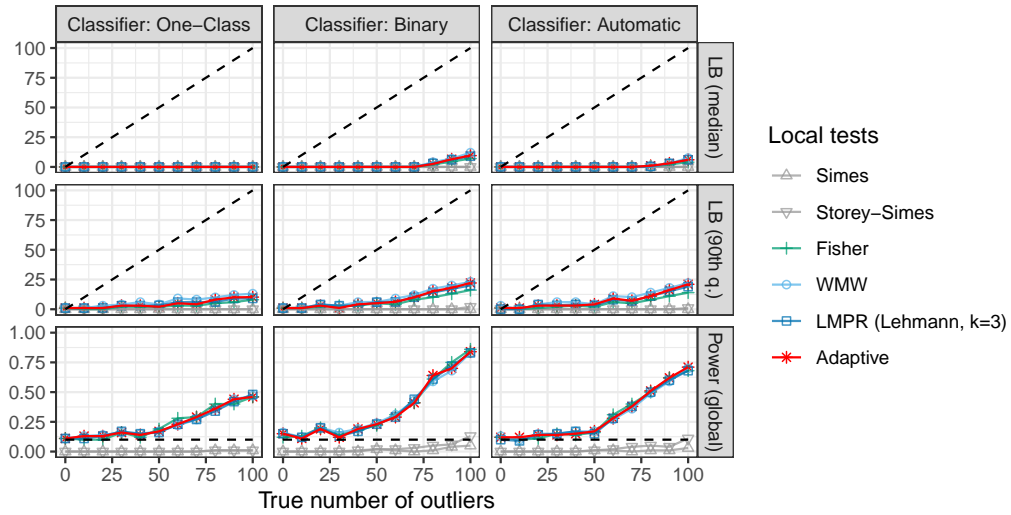 Classifier: One−Class
Classifier: Binary
Classifier: Automatic
100
75
50
25
0
LB (median)
100
75
50
25
0
LB (90th q.)
1.00
0.75
0.50
0.25
0.00
Power (global)
0 25 50 75 100
0 25 50 75 100
0 25 50 75 100
True number of outliers
Local tests
Simes
Storey−Simes
Fisher
WMW
LMPR (Lehmann, k=3)
Adaptive